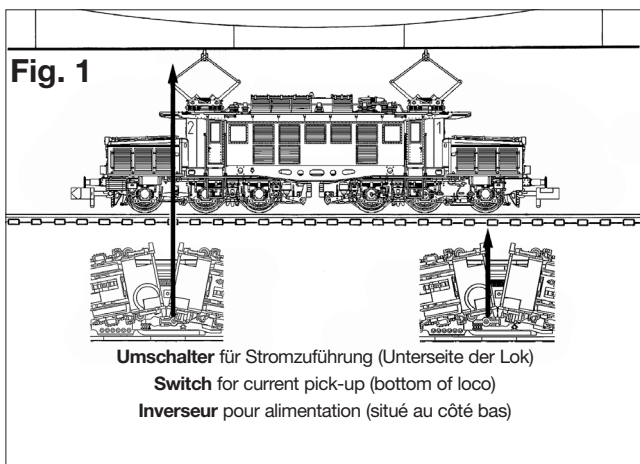 Fig. 1
2
1
Umschalter für Stromzuführung (Unterseite der Lok)
Switch for current pick-up (bottom of loco)
Inverseur pour alimentation (situé au côté bas)